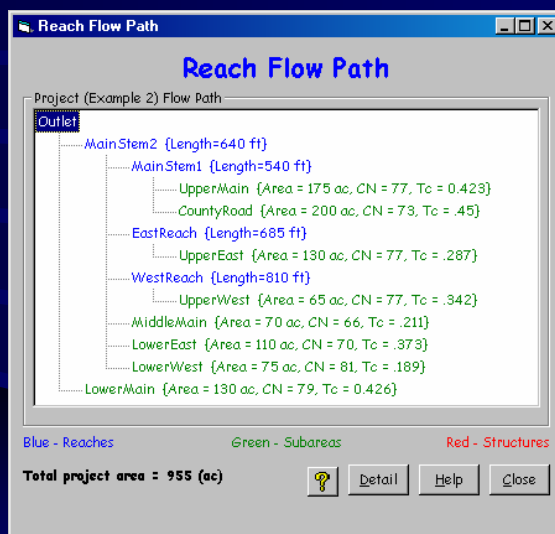 Reach Flow Path
Reach Flow Path
Project (Example 2) Flow Path
Outlet
MainStem2 {Length=640 ft}
MainStem1 {Length=540 ft}
UpperMain {Area = 175 ac, CN = 77, Tc = 0.423}
CountyRoad {Area = 200 ac, CN = 73, Tc = .45}
EastReach {Length=685 ft}
UpperEast {Area = 130 ac, CN = 77, Tc = .287}
WestReach {Length=810 ft}
UpperWest {Area = 65 ac, CN = 77, Tc = .342}
MiddleMain {Area = 70 ac, CN = 66, Tc = .211}
LowerEast {Area = 110 ac, CN = 70, Tc = .373}
LowerWest {Area = 75 ac, CN = 81, Tc = .189}
LowerMain {Area = 130 ac, CN = 79, Tc = 0.426}
Blue - Reaches Green - Subareas Red - Structures
Total project area = 955 (ac) ? Detail Help Close